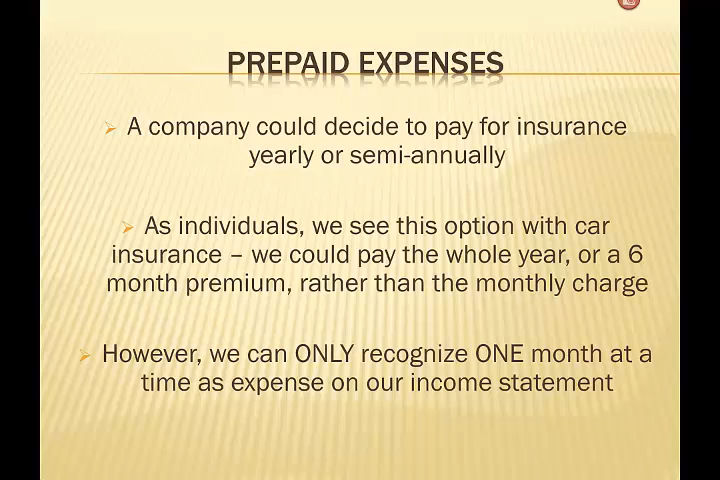 PREPAID EXPENSES
A company could decide to pay for insurance
yearly or semi-annually
As individuals, we see this option with car
insurance – we could pay the whole year, or a 6
month premium, rather than the monthly charge
However, we can ONLY recognize ONE month at a
time as expense on our income statement